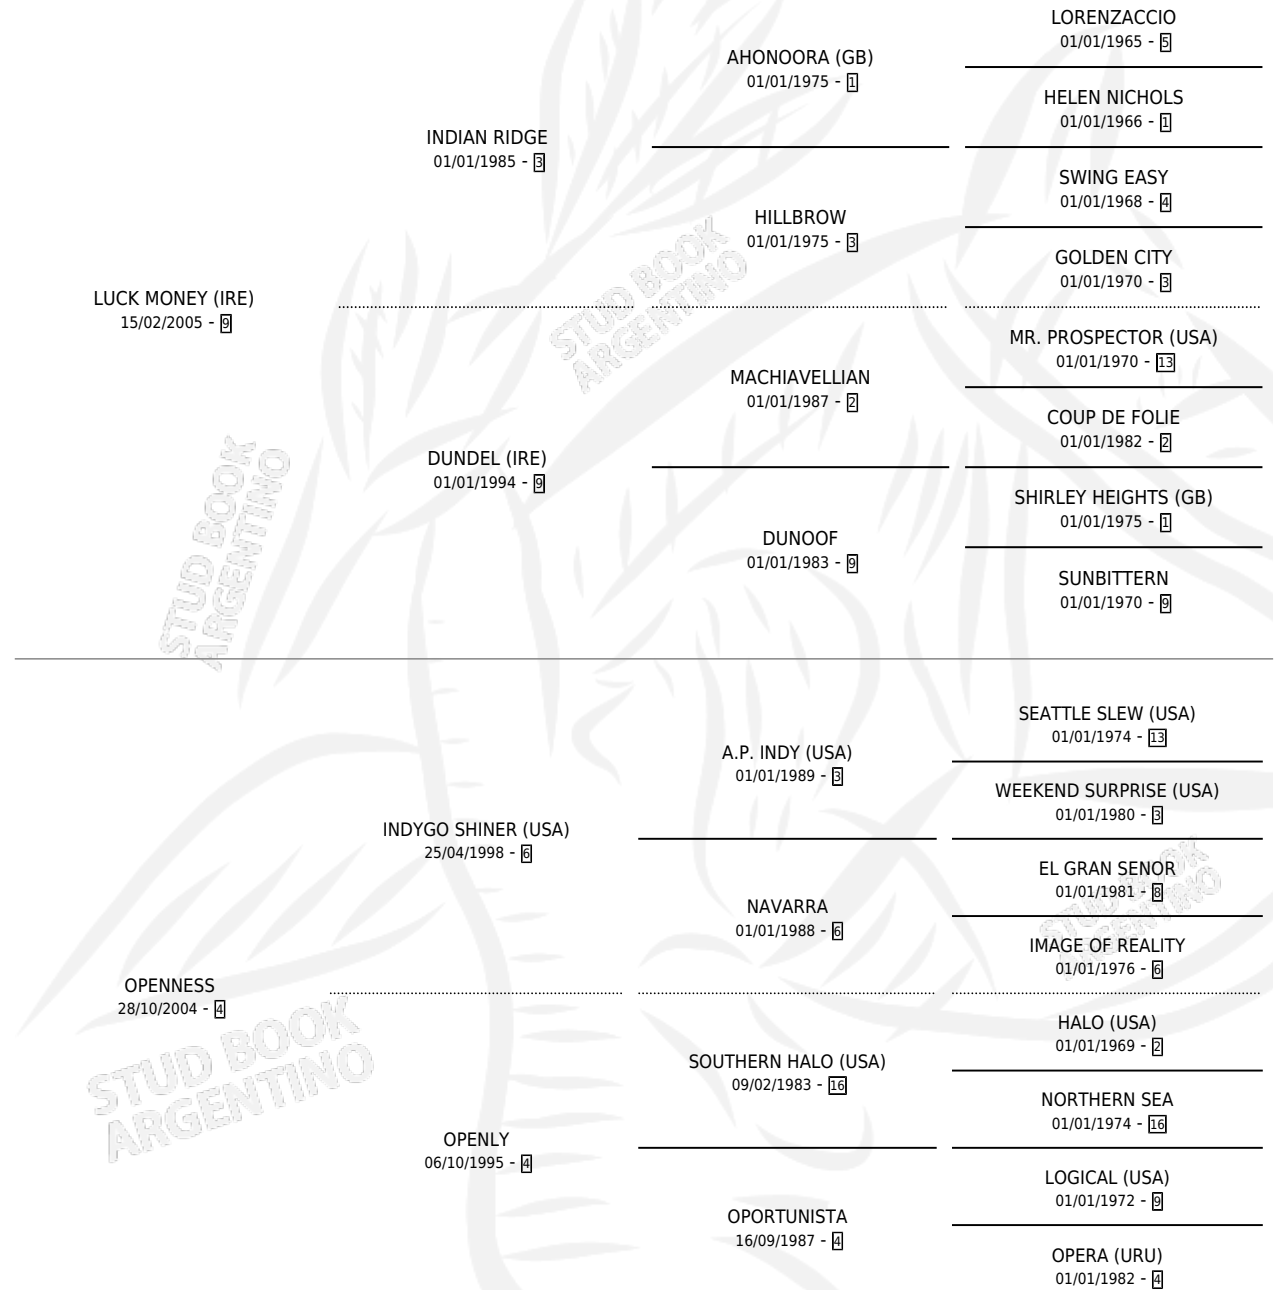 LORENZACCIO
01/01/1965 - 5
AHONOORA (GB)
01/01/1975 - 1
HELEN NICHOLS
01/01/1966 - 1
INDIAN RIDGE
01/01/1985 - 3
SWING EASY
01/01/1968 - 4
HILLBROW
01/01/1975 - 3
GOLDEN CITY
01/01/1970 - 3
LUCK MONEY (IRE)
15/02/2005 - 9
MR. PROSPECTOR (USA)
01/01/1970 - 13
MACHIAVELLIAN
01/01/1987 - 2
COUP DE FOLIE
01/01/1982 - 2
DUNDEL (IRE)
01/01/1994 - 9
SHIRLEY HEIGHTS (GB)
01/01/1975 - 1
DUNOOF
01/01/1983 - 9
SUNBITTERN
01/01/1970 - 9
SEATTLE SLEW (USA)
01/01/1974 - 13
A.P. INDY (USA)
01/01/1989 - 3
WEEKEND SURPRISE (USA)
01/01/1980 - 3
INDYGO SHINER (USA)
25/04/1998 - 6
EL GRAN SENOR
01/01/1981 - 8
NAVARRA
01/01/1988 - 6
IMAGE OF REALITY
01/01/1976 - 6
OPENNESS
28/10/2004 - 4
HALO (USA)
01/01/1969 - 2
SOUTHERN HALO (USA)
09/02/1983 - 16
NORTHERN SEA
01/01/1974 - 16
OPENLY
06/10/1995 - 4
LOGICAL (USA)
01/01/1972 - 9
OPORTUNISTA
16/09/1987 - 4
OPERA (URU)
01/01/1982 - 4
STUD BOOK
ARGENTINO
STUD BOOK
ARGENTINO
STUD BOOK
ARGENTINO
STUD BOOK
ARGENTINO